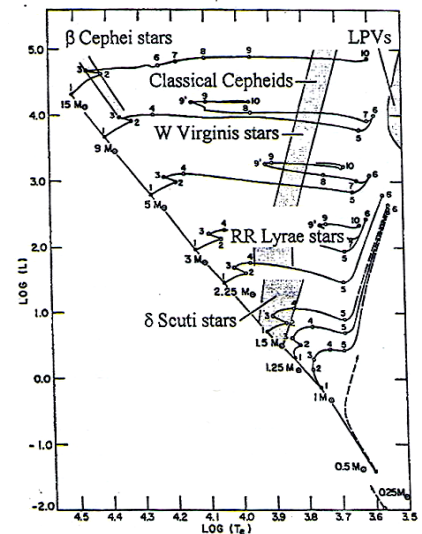 β Cephei stars
LPVs
Classical Cepheids
W Virginis stars
RR Lyrae stars
δ Scuti stars
LOG (L)
5.0
4.0
3.0
2.0
1.0
0.0
-1.0
-2.0
15 M⊙
9 M⊙
5 M⊙
3 M⊙
2.25 M⊙
1.5 M⊙
1.25 M⊙
1 M⊙
0.5 M⊙
0.25M⊙
4.5 4.4 4.3 4.2 4.1 4.0 3.9 3.8 3.7 3.6 3.5
LOG (Te)